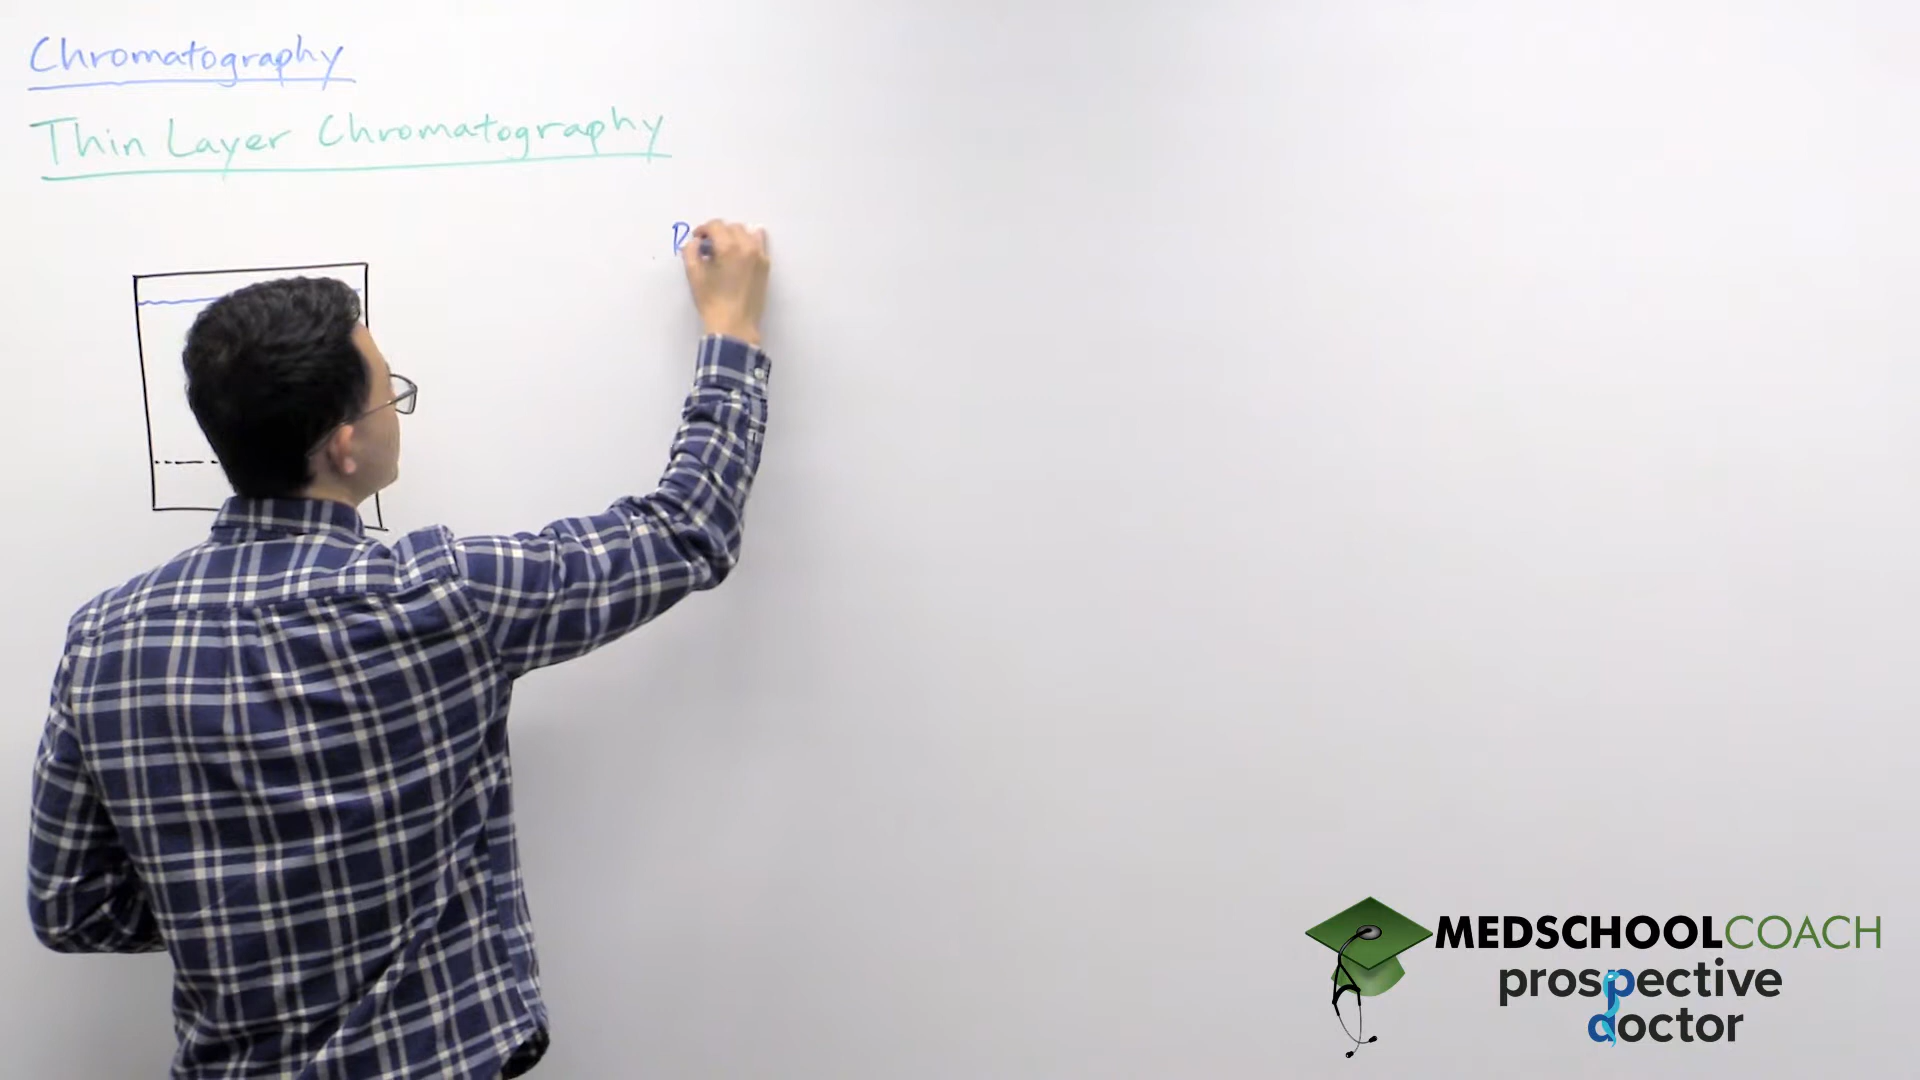 Chromatography
Thin Layer Chromatography
R
MEDSCHOOLCOACH
prospective
doctor